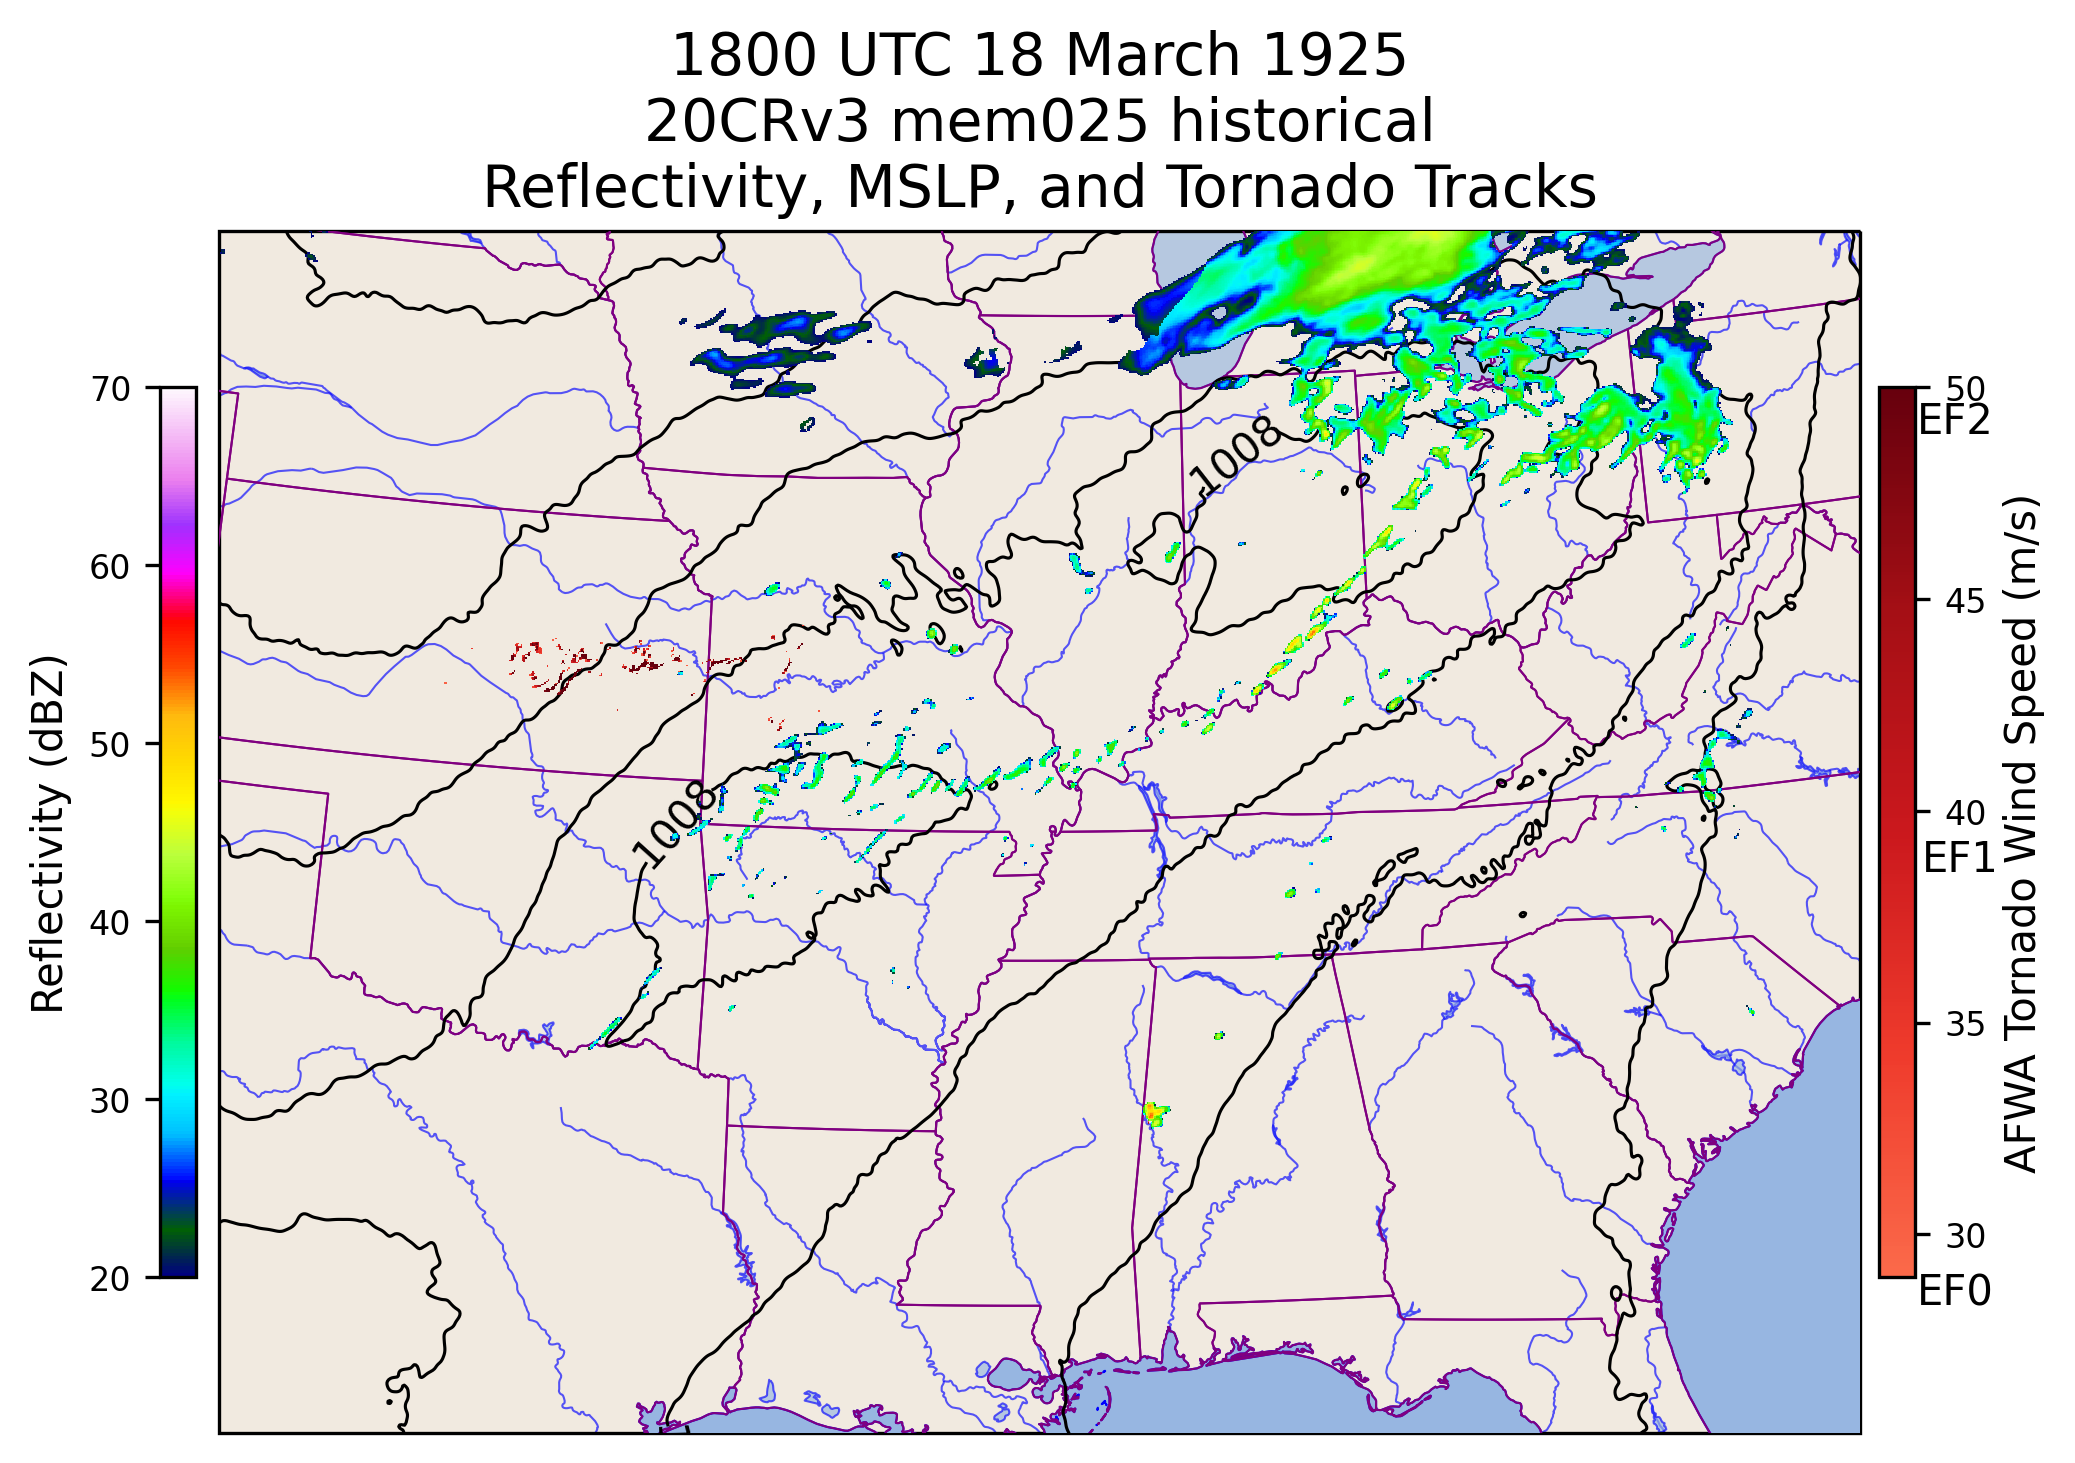 1800 UTC 18 March 1925
20CRv3 mem025 historical
Reflectivity, MSLP, and Tornado Tracks
Reflectivity (dBZ)
70
60
50
40
30
20
1008
1008
50
EF2
45
40
EF1
35
30
EF0
AFWA Tornado Wind Speed (m/s)